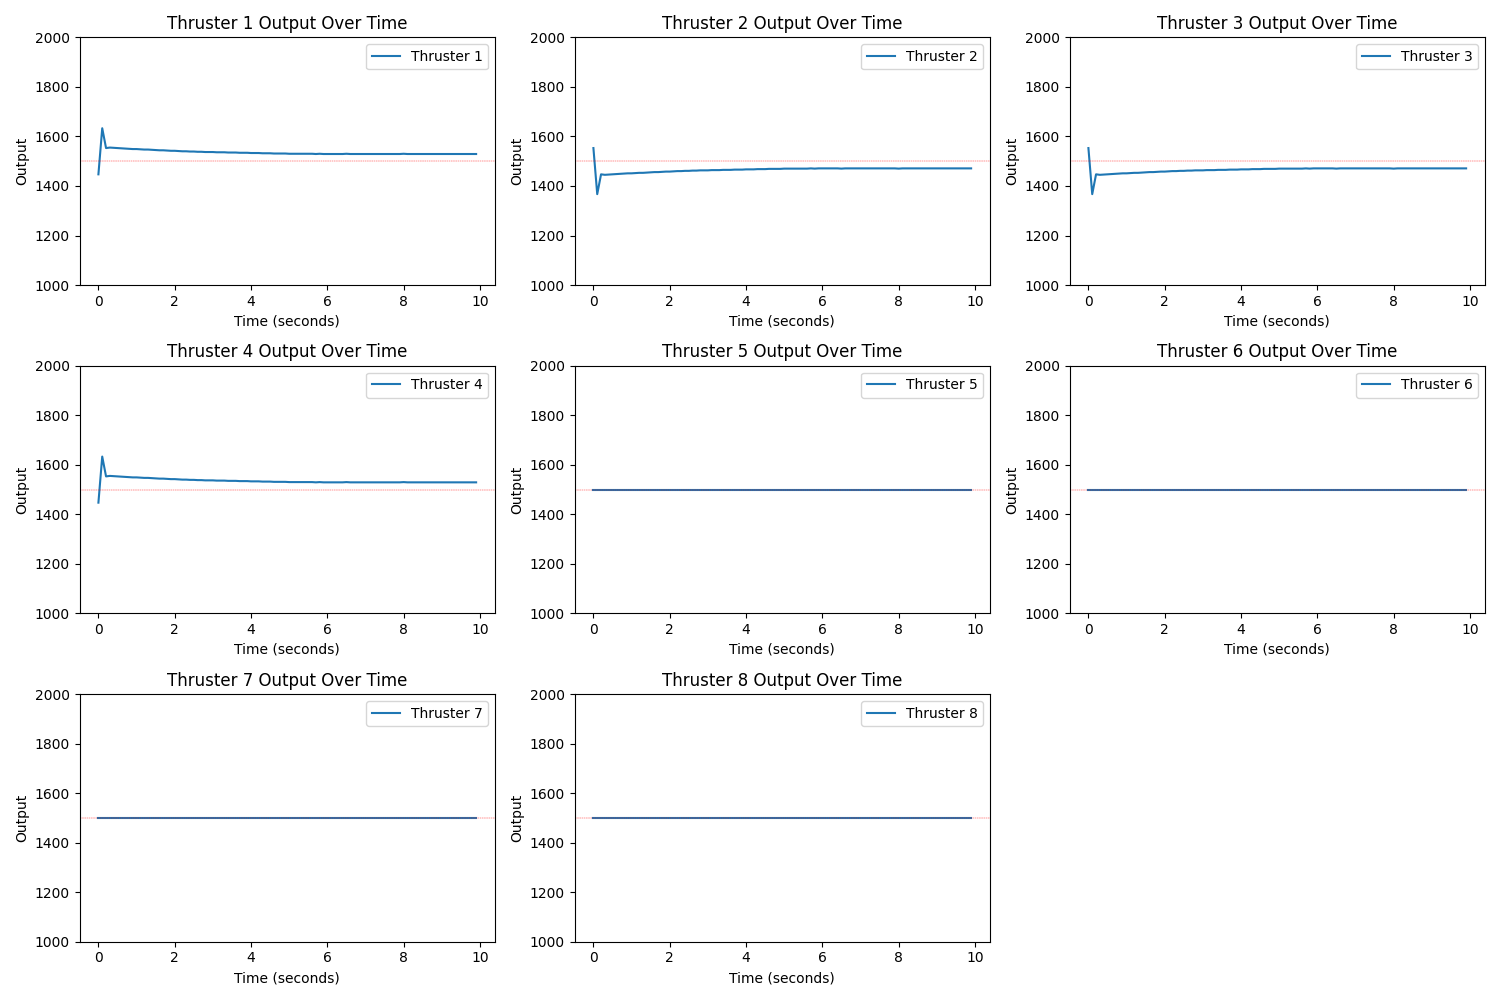 Thruster 1 Output Over Time
2000
1800
1600
1400
1200
1000
Output
Thruster 1
0 2 4 6 8 10
Time (seconds)
Thruster 2 Output Over Time
2000
1800
1600
1400
1200
1000
Output
Thruster 2
0 2 4 6 8 10
Time (seconds)
Thruster 3 Output Over Time
2000
1800
1600
1400
1200
1000
Output
Thruster 3
0 2 4 6 8 10
Time (seconds)
Thruster 4 Output Over Time
2000
1800
1600
1400
1200
1000
Output
Thruster 4
0 2 4 6 8 10
Time (seconds)
Thruster 5 Output Over Time
2000
1800
1600
1400
1200
1000
Output
Thruster 5
0 2 4 6 8 10
Time (seconds)
Thruster 6 Output Over Time
2000
1800
1600
1400
1200
1000
Output
Thruster 6
0 2 4 6 8 10
Time (seconds)
Thruster 7 Output Over Time
2000
1800
1600
1400
1200
1000
Output
Thruster 7
0 2 4 6 8 10
Time (seconds)
Thruster 8 Output Over Time
2000
1800
1600
1400
1200
1000
Output
Thruster 8
0 2 4 6 8 10
Time (seconds)